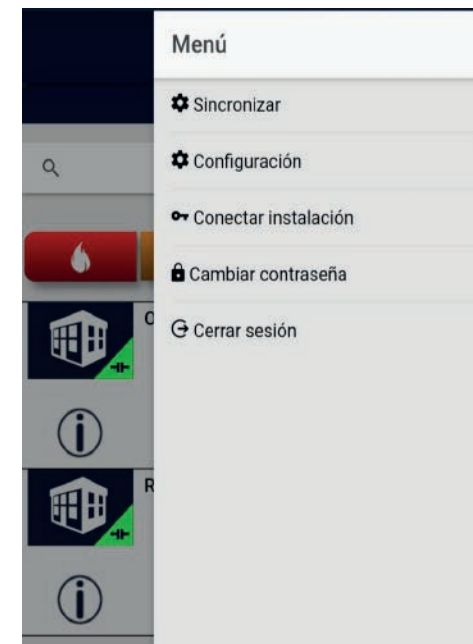 Menú
Sincronizar
Configuración
Conectar instalación
Cambiar contraseña
Cerrar sesión
O
R